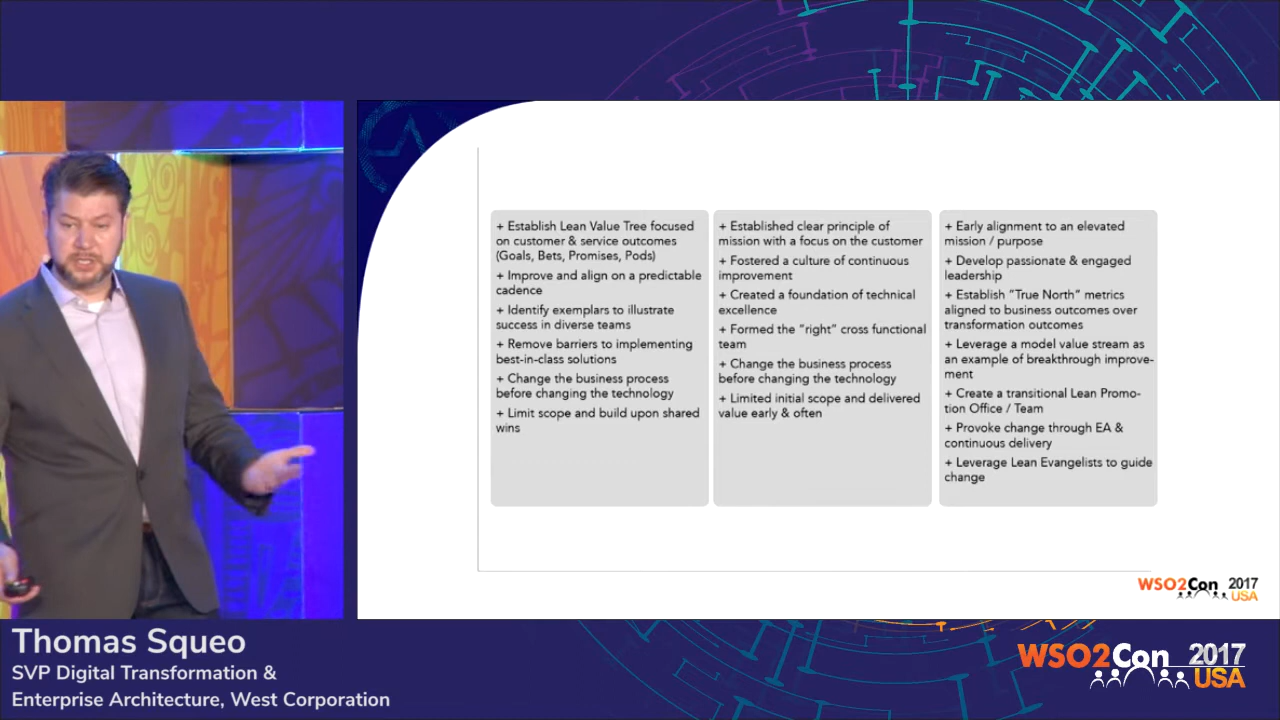 + Establish Lean Value Tree focused
on customer & service outcomes
(Goals, Bets, Promises, Pods)
+ Improve and align on a predictable
cadence
+ Identify exemplars to illustrate
success in diverse teams
+ Remove barriers to implementing
best-in-class solutions
+ Change the business process
before changing the technology
+ Limit scope and build upon shared
wins
+ Established clear principle of
mission with a focus on the customer
+ Fostered a culture of continuous
improvement
+ Created a foundation of technical
excellence
+ Formed the “right” cross functional
team
+ Change the business process
before changing the technology
+ Limited initial scope and delivered
value early & often
+ Early alignment to an elevated
mission / purpose
+ Develop passionate & engaged
leadership
+ Establish “True North” metrics
aligned to business outcomes over
transformation outcomes
+ Leverage a model value stream as
an example of breakthrough improve-
ment
+ Create a transitional Lean Promo-
tion Office / Team
+ Provoke change through EA &
continuous delivery
+ Leverage Lean Evangelists to guide
change
WSO2Con 2017
USA
Thomas Squeo
SVP Digital Transformation &
Enterprise Architecture, West Corporation
WSO2Con 2017
USA